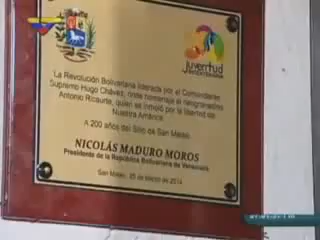 juventud
BICENTENARIA
La Revolución Bolivariana liderada por el Comandante
Supremo Hugo Chávez, rinde homenaje al neogranadino
Antonio Ricaurte, quien se inmoló por la libertad de
Nuestra América.
A 200 años del Sitio de San Mateo.
NICOLÁS MADURO MOROS
Presidente de la República Bolivariana de Venezuela
San Mateo, 25 de Marzo de 2014